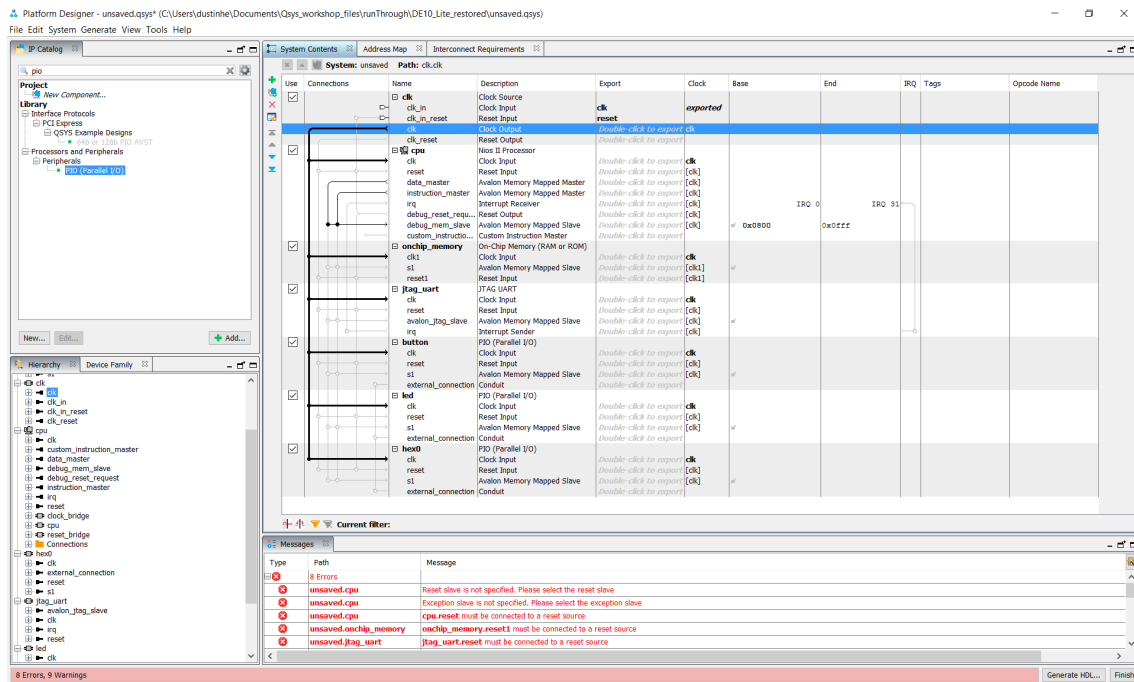 Platform Designer - unsaved.qsys* (C:\Users\dustinhe\Documents\Qsys_workshop_files\runThrough\DE10_Lite_restored\unsaved.qsys)
File Edit System Generate View Tools Help
IP Catalog
pio
Project
New Component...
Library
Interface Protocols
PCI Express
QSYS Example Designs
64b or 128b PIO AVST
Processors and Peripherals
Peripherals
PIO (Parallel I/O)
New... Edit... Add...
Hierarchy Device Family
s1
clk
clk
clk_in
clk_in_reset
clk_reset
cpu
clk
custom_instruction_master
data_master
debug_mem_slave
debug_reset_request
instruction_master
irq
reset
clock_bridge
cpu
reset_bridge
Connections
hex0
clk
external_connection
reset
s1
jtag_uart
avalon_jtag_slave
clk
irq
reset
led
clk
System Contents Address Map Interconnect Requirements
System: unsaved Path: clk.clk
Use Connections Name Description Export Clock Base End IRQ Tags Opcode Name
clk Clock Source
clk_in Clock Input clk exported
clk_in_reset Reset Input reset
clk Clock Output Double-click to export clk
clk_reset Reset Output Double-click to export
cpu Nios II Processor
clk Clock Input Double-click to export clk
reset Reset Input Double-click to export [clk]
data_master Avalon Memory Mapped Master Double-click to export [clk]
instruction_master Avalon Memory Mapped Master Double-click to export [clk]
irq Interrupt Receiver Double-click to export [clk] IRQ 0 IRQ 31
debug_reset_requ... Reset Output Double-click to export [clk]
debug_mem_slave Avalon Memory Mapped Slave Double-click to export [clk] 0x0800 0x0fff
custom_instructio... Custom Instruction Master Double-click to export
onchip_memory On-Chip Memory (RAM or ROM)
clk1 Clock Input Double-click to export clk
s1 Avalon Memory Mapped Slave Double-click to export [clk1]
reset1 Reset Input Double-click to export [clk1]
jtag_uart JTAG UART
clk Clock Input Double-click to export clk
reset Reset Input Double-click to export [clk]
avalon_jtag_slave Avalon Memory Mapped Slave Double-click to export [clk]
irq Interrupt Sender Double-click to export [clk]
button PIO (Parallel I/O)
clk Clock Input Double-click to export clk
reset Reset Input Double-click to export [clk]
s1 Avalon Memory Mapped Slave Double-click to export [clk]
external_connection Conduit Double-click to export
led PIO (Parallel I/O)
clk Clock Input Double-click to export clk
reset Reset Input Double-click to export [clk]
s1 Avalon Memory Mapped Slave Double-click to export [clk]
external_connection Conduit Double-click to export
hex0 PIO (Parallel I/O)
clk Clock Input Double-click to export clk
reset Reset Input Double-click to export [clk]
s1 Avalon Memory Mapped Slave Double-click to export [clk]
external_connection Conduit Double-click to export
Current filter:
Messages
Type Path Message
8 Errors
unsaved.cpu Reset slave is not specified. Please select the reset slave
unsaved.cpu Exception slave is not specified. Please select the exception slave
unsaved.cpu cpu.reset must be connected to a reset source
unsaved.onchip_memory onchip_memory.reset1 must be connected to a reset source
unsaved.jtag_uart jtag_uart.reset must be connected to a reset source
8 Errors, 9 Warnings
Generate HDL... Finish